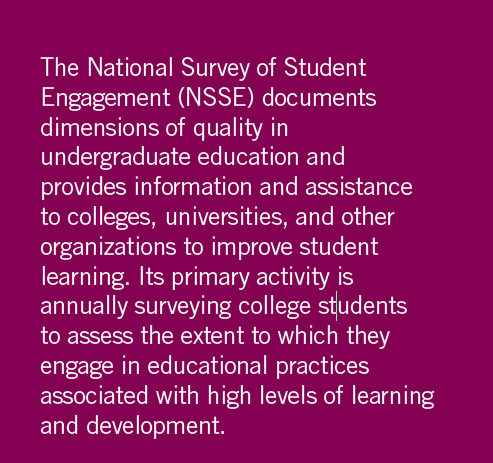 The National Survey of Student
Engagement (NSSE) documents
dimensions of quality in
undergraduate education and
provides information and assistance
to colleges, universities, and other
organizations to improve student
learning. Its primary activity is
annually surveying college students
to assess the extent to which they
engage in educational practices
associated with high levels of learning
and development.